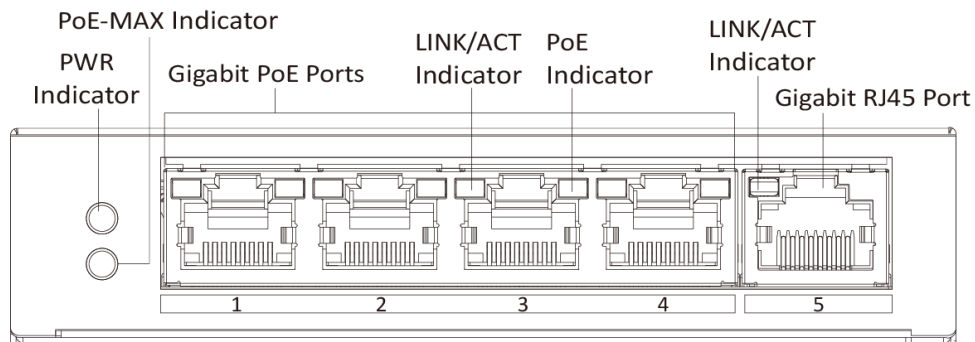 PoE-MAX Indicator
PWR
Indicator
Gigabit PoE Ports
LINK/ACT
Indicator
PoE
Indicator
LINK/ACT
Indicator
Gigabit RJ45 Port
1 2 3 4 5